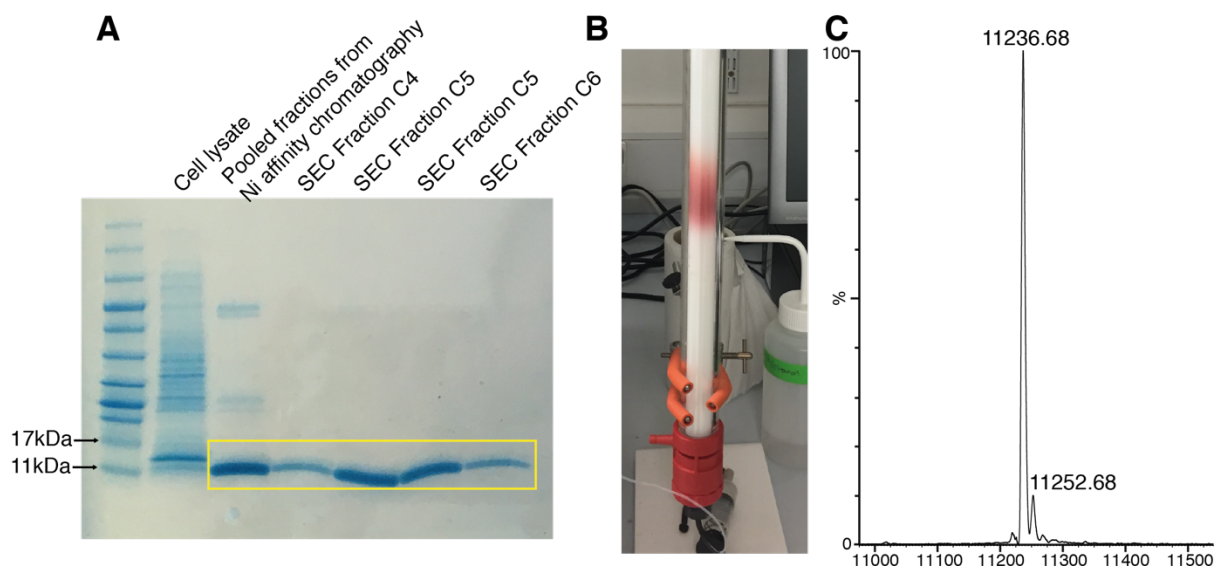 A
Cell lysate
Pooled fractions from
Ni affinity chromatography
SEC Fraction C4
SEC Fraction C5
SEC Fraction C5
SEC Fraction C6
17kDa
11kDa
B
C
11236.68
100
%
11252.68
0
11000 11100 11200 11300 11400 11500